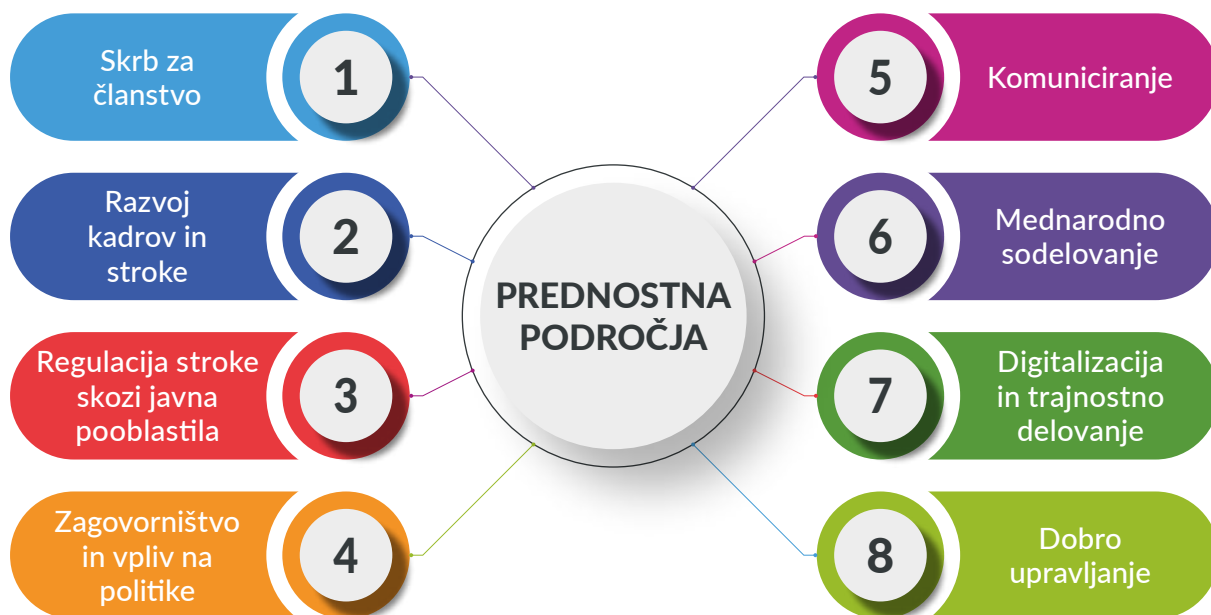 Skrb za
članstvo
1
Razvoj
kadrov in
stroke
2
Regulacija stroke
skozi javna
pooblastila
3
Zagovorništvo
in vpliv na
politike
4
PREDNOSTNA
PODROČJA
5
Komuniciranje
6
Mednarodno
sodelovanje
7
Digitalizacija
in trajnostno
delovanje
8
Dobro
upravljanje